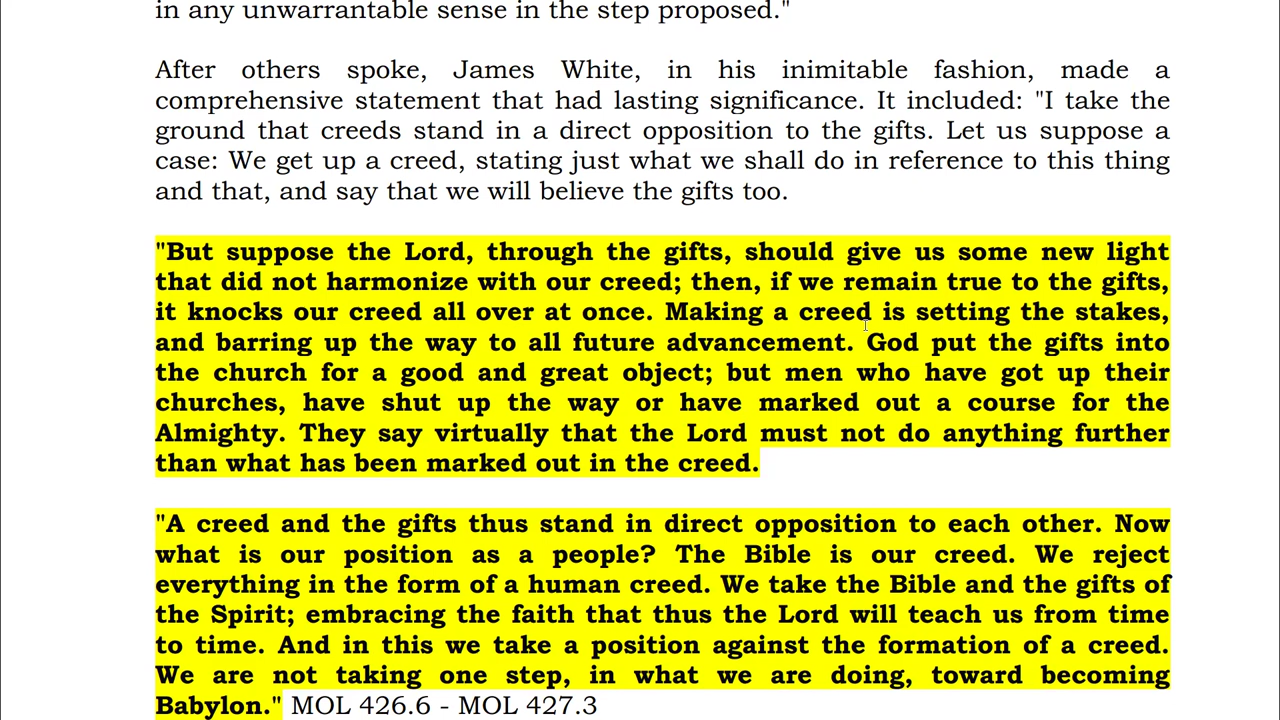 in any unwarrantable sense in the step proposed."
After others spoke, James White, in his inimitable fashion, made a
comprehensive statement that had lasting significance. It included: "I take the
ground that creeds stand in a direct opposition to the gifts. Let us suppose a
case: We get up a creed, stating just what we shall do in reference to this thing
and that, and say that we will believe the gifts too.
"But suppose the Lord, through the gifts, should give us some new light
that did not harmonize with our creed; then, if we remain true to the gifts,
it knocks our creed all over at once. Making a creed is setting the stakes,
and barring up the way to all future advancement. God put the gifts into
the church for a good and great object; but men who have got up their
churches, have shut up the way or have marked out a course for the
Almighty. They say virtually that the Lord must not do anything further
than what has been marked out in the creed.
"A creed and the gifts thus stand in direct opposition to each other. Now
what is our position as a people? The Bible is our creed. We reject
everything in the form of a human creed. We take the Bible and the gifts of
the Spirit; embracing the faith that thus the Lord will teach us from time
to time. And in this we take a position against the formation of a creed.
We are not taking one step, in what we are doing, toward becoming
Babylon." MOL 426.6 - MOL 427.3